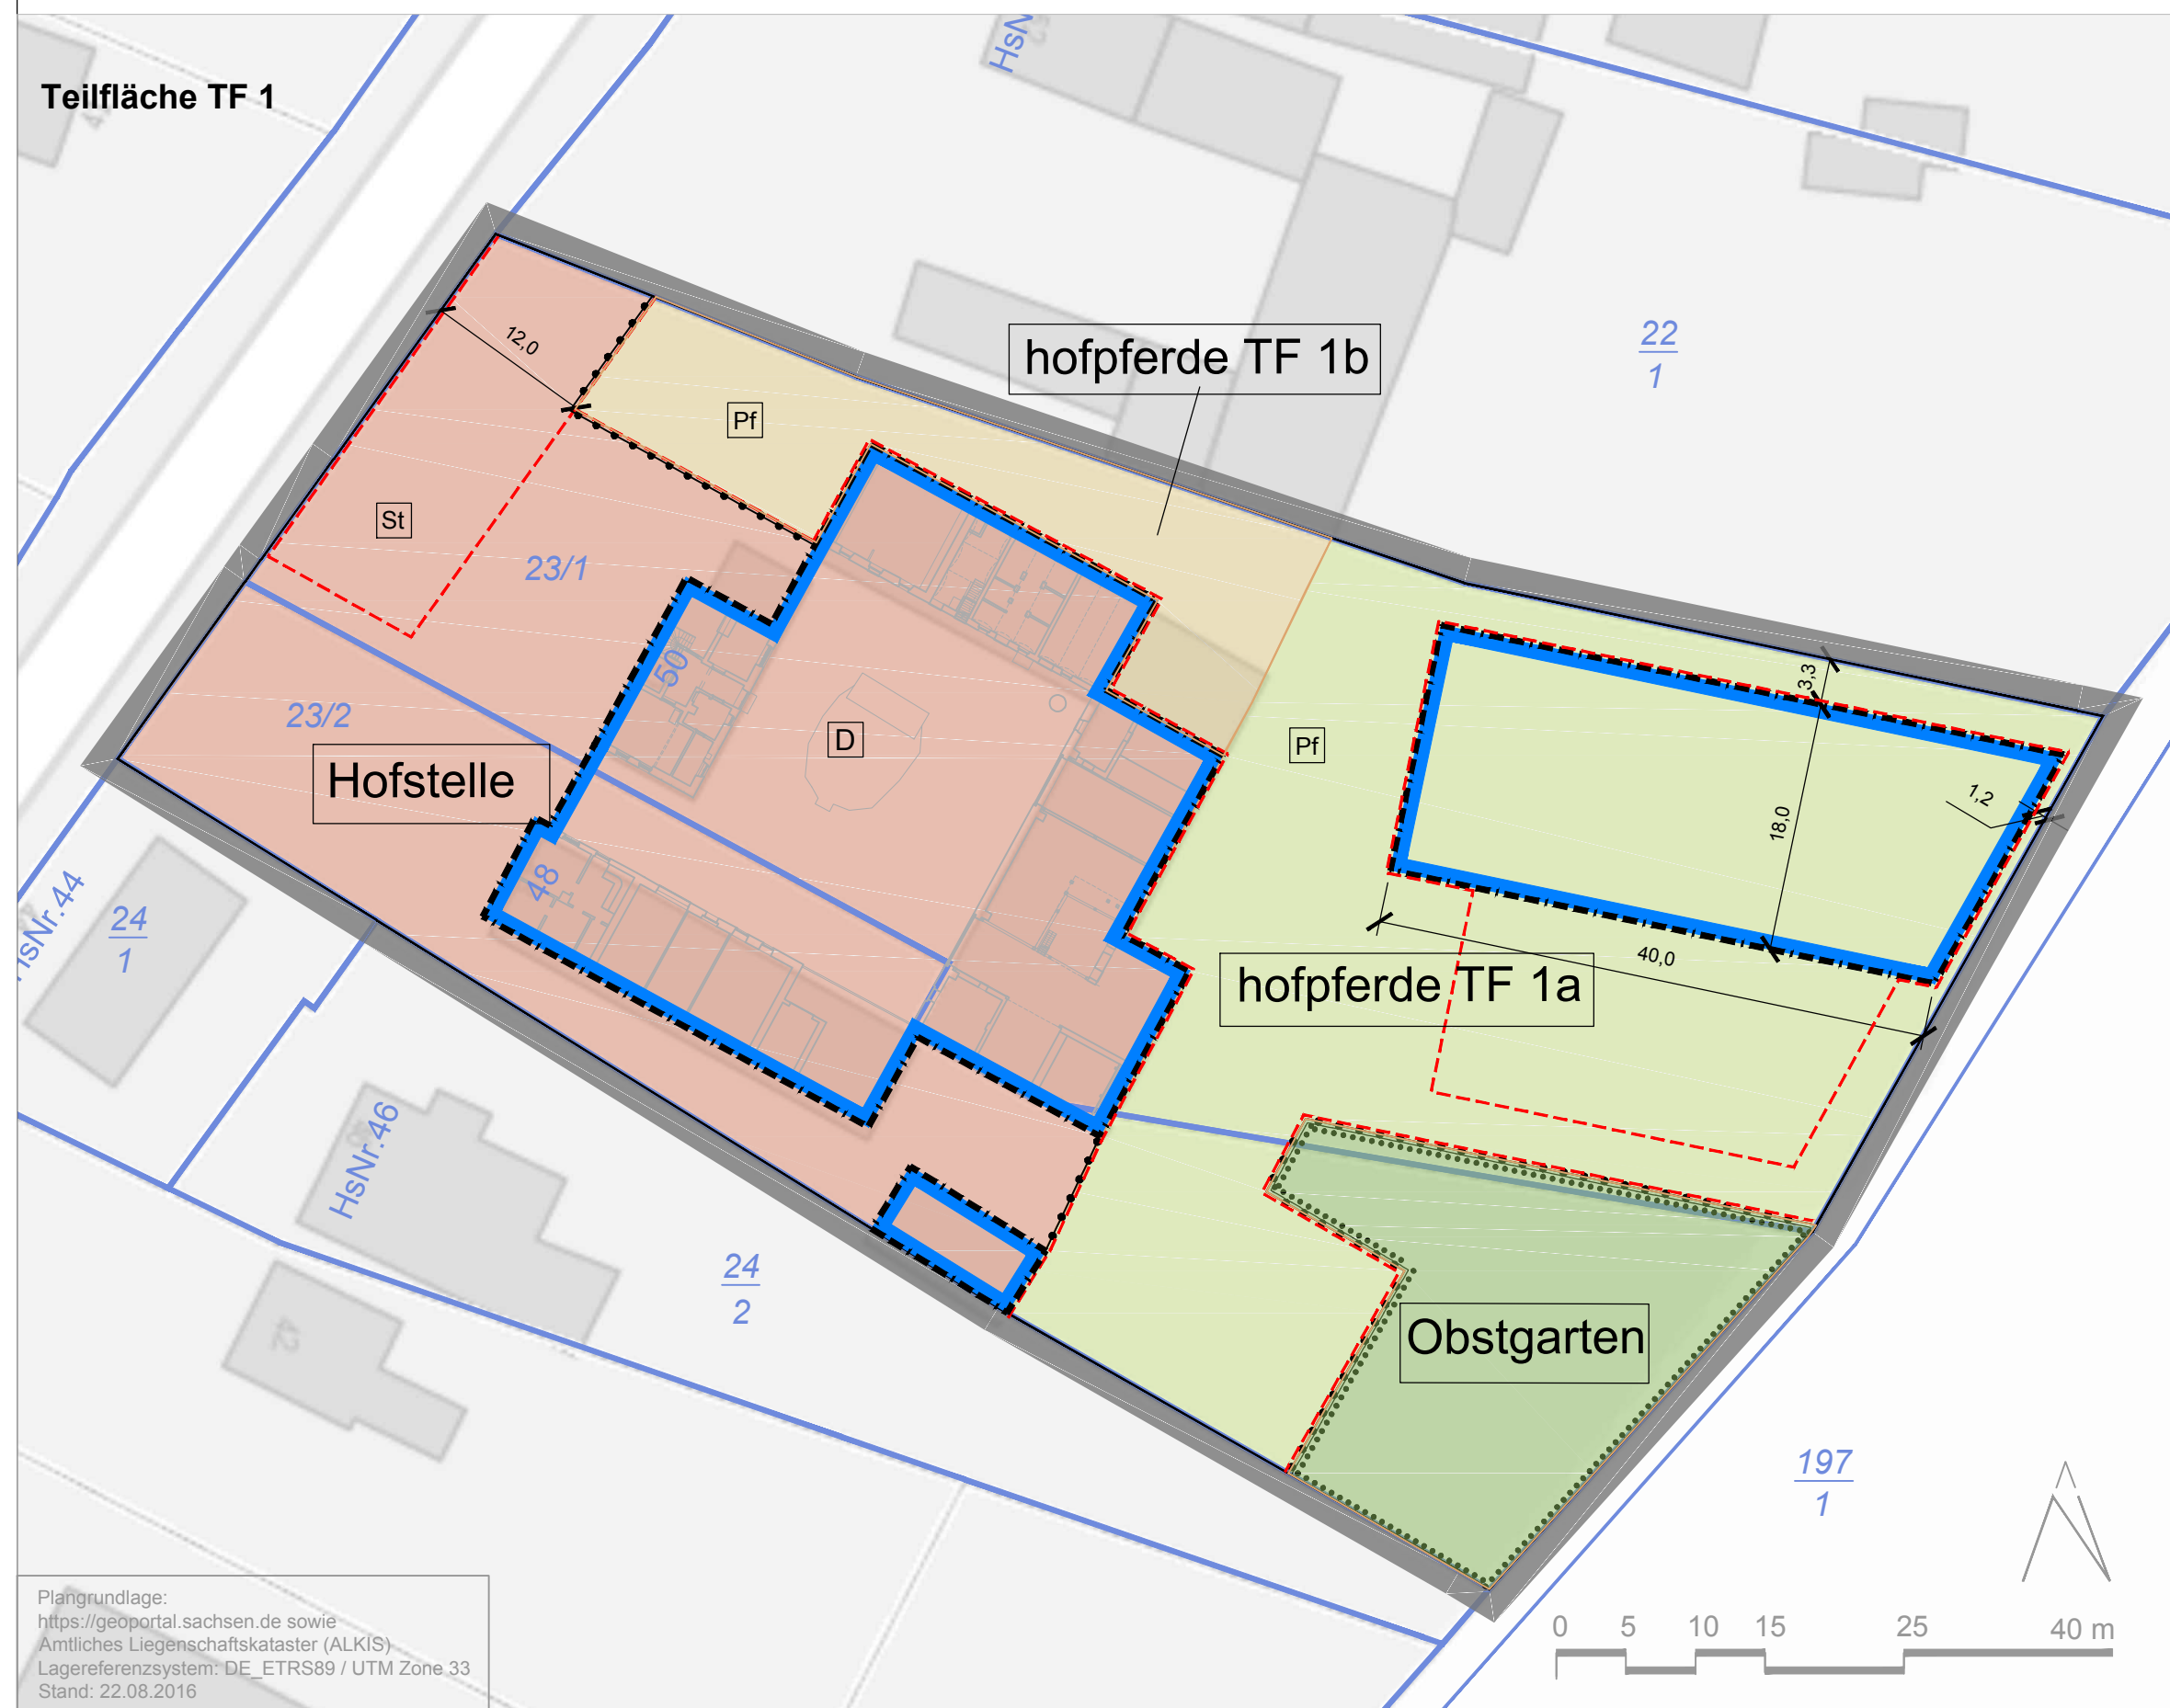 Teilfläche TF 1
HsN
hofpferde TF 1b
22
1
12,0
Pf
St
23/1
50
3,3
23/2
D
Pf
Hofstelle
1,2
18,0
48
HsNr.44
24
1
40,0
hofpferde TF 1a
HsNr.46
24
2
42
Obstgarten
197
1
Plangrundlage:
https://geoportal.sachsen.de sowie
Amtliches Liegenschaftskataster (ALKIS)
Lagereferenzsystem: DE_ETRS89 / UTM Zone 33
Stand: 22.08.2016
0 5 10 15 25 40 m